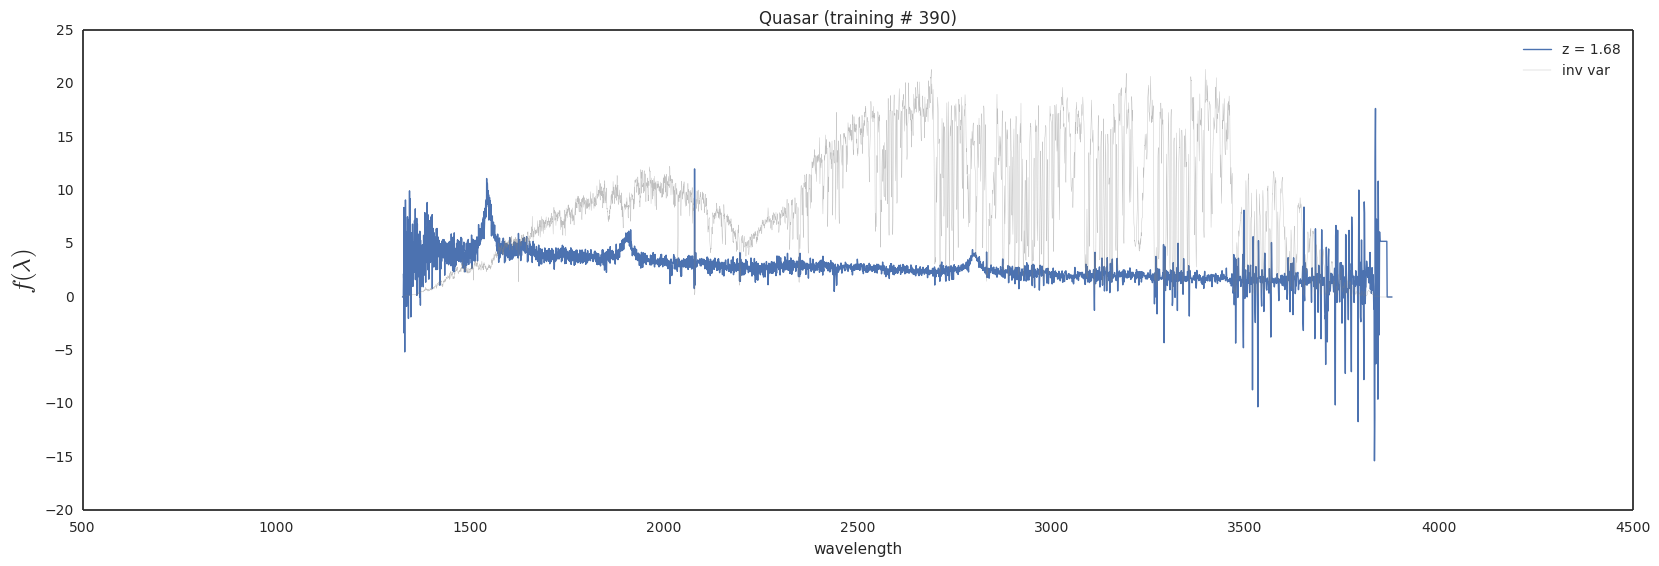 Quasar (training # 390)
25
20
15
10
5
0
−5
−10
−15
−20
f(λ)
z = 1.68
inv var
500 1000 1500 2000 2500 3000 3500 4000 4500
wavelength